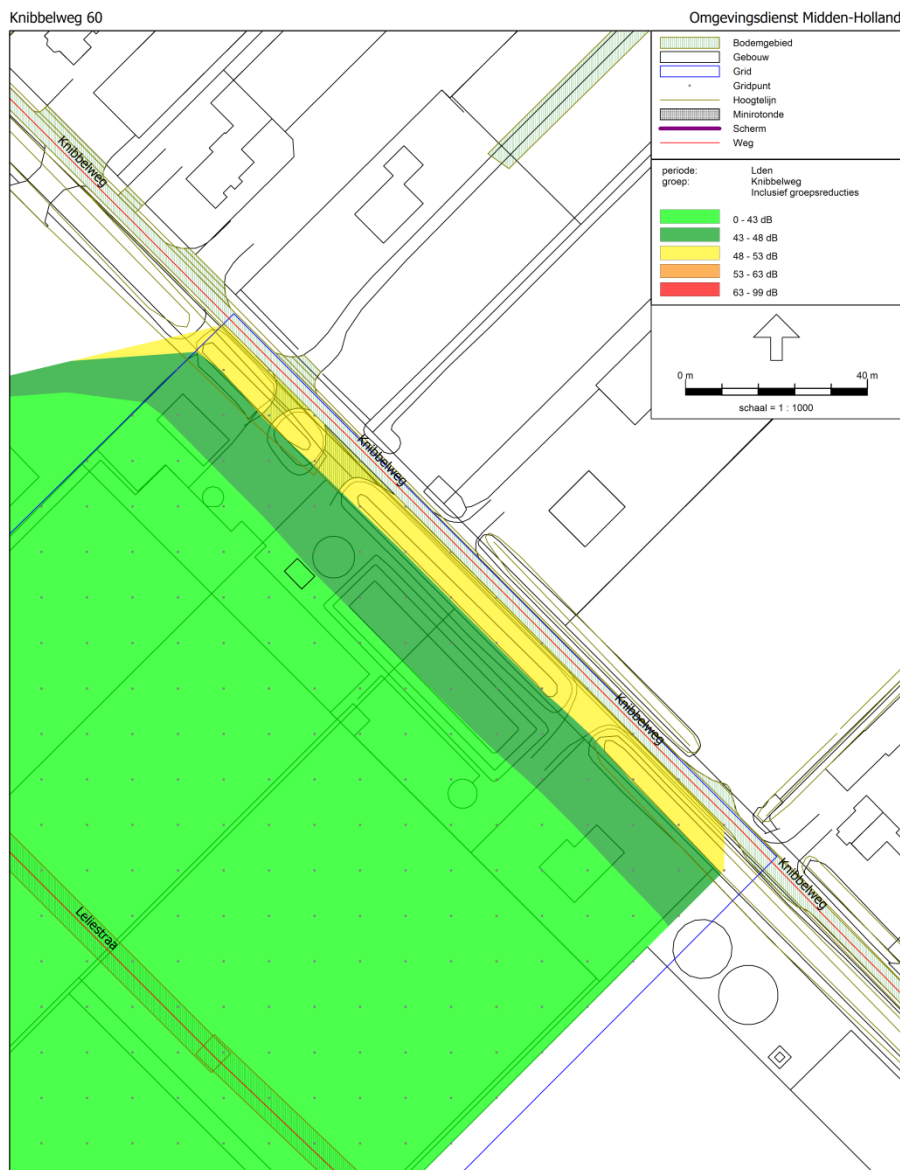 Knibbelweg 60
Omgevingsdienst Midden-Holland
Bodemgebied
Gebouw
Grid
Gridpunt
Hoogtelijn
Minirotonde
Scherm
Weg
periode: Lden
groep: Knibbelweg
Inclusief groepsreducties
0 - 43 dB
43 - 48 dB
48 - 53 dB
53 - 63 dB
63 - 99 dB
0 m 40 m
schaal = 1 : 1000
Knibbelweg
Knibbelweg
Knibbelweg
Knibbelweg
Leliestraa